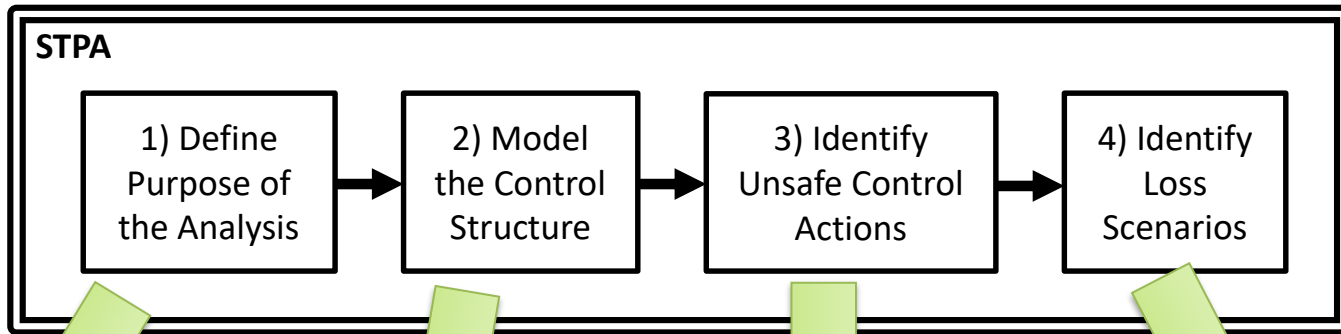 STPA
1) Define
Purpose of
the Analysis
2) Model
the Control
Structure
3) Identify
Unsafe Control
Actions
4) Identify
Loss
Scenarios